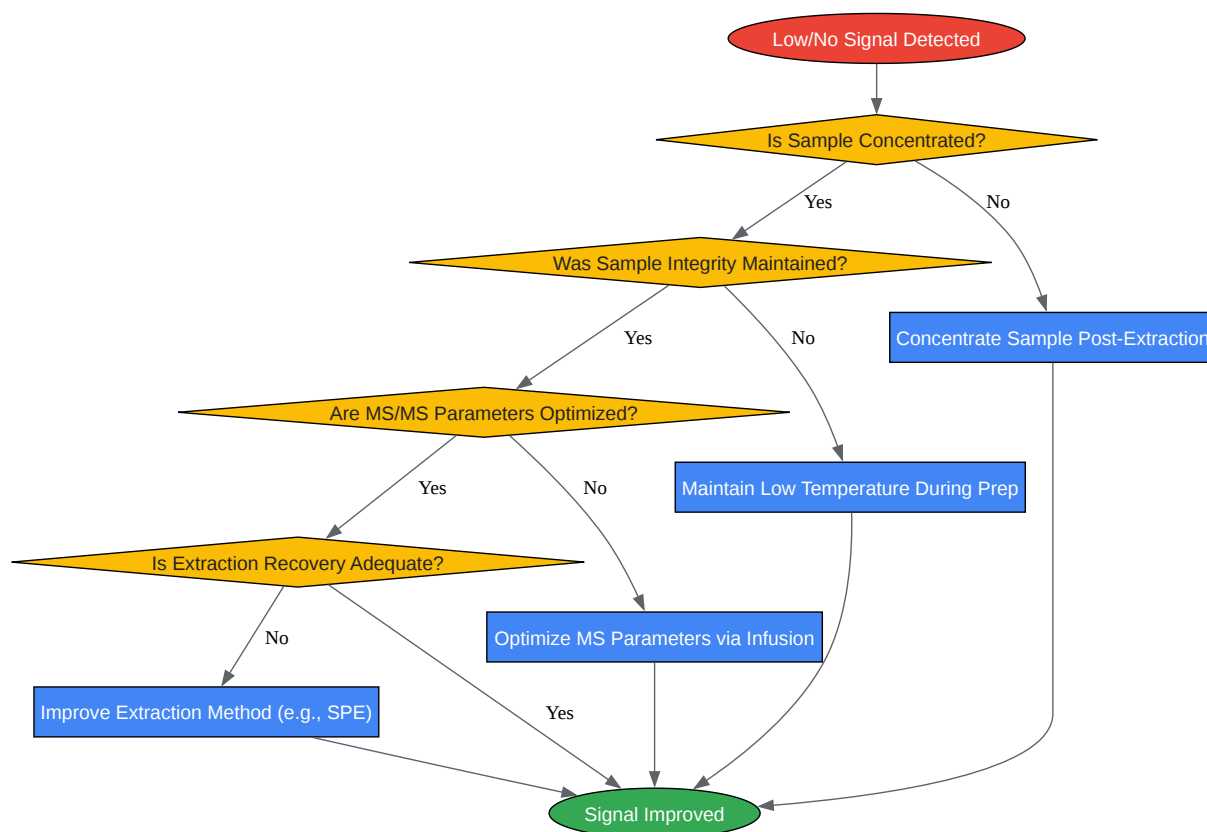 Low/No Signal Detected
Is Sample Concentrated?
Yes
No
Was Sample Integrity Maintained?
Yes
No
Concentrate Sample Post-Extraction
Are MS/MS Parameters Optimized?
Yes
No
Maintain Low Temperature During Prep
Is Extraction Recovery Adequate?
No
Yes
Optimize MS Parameters via Infusion
Improve Extraction Method (e.g., SPE)
Signal Improved